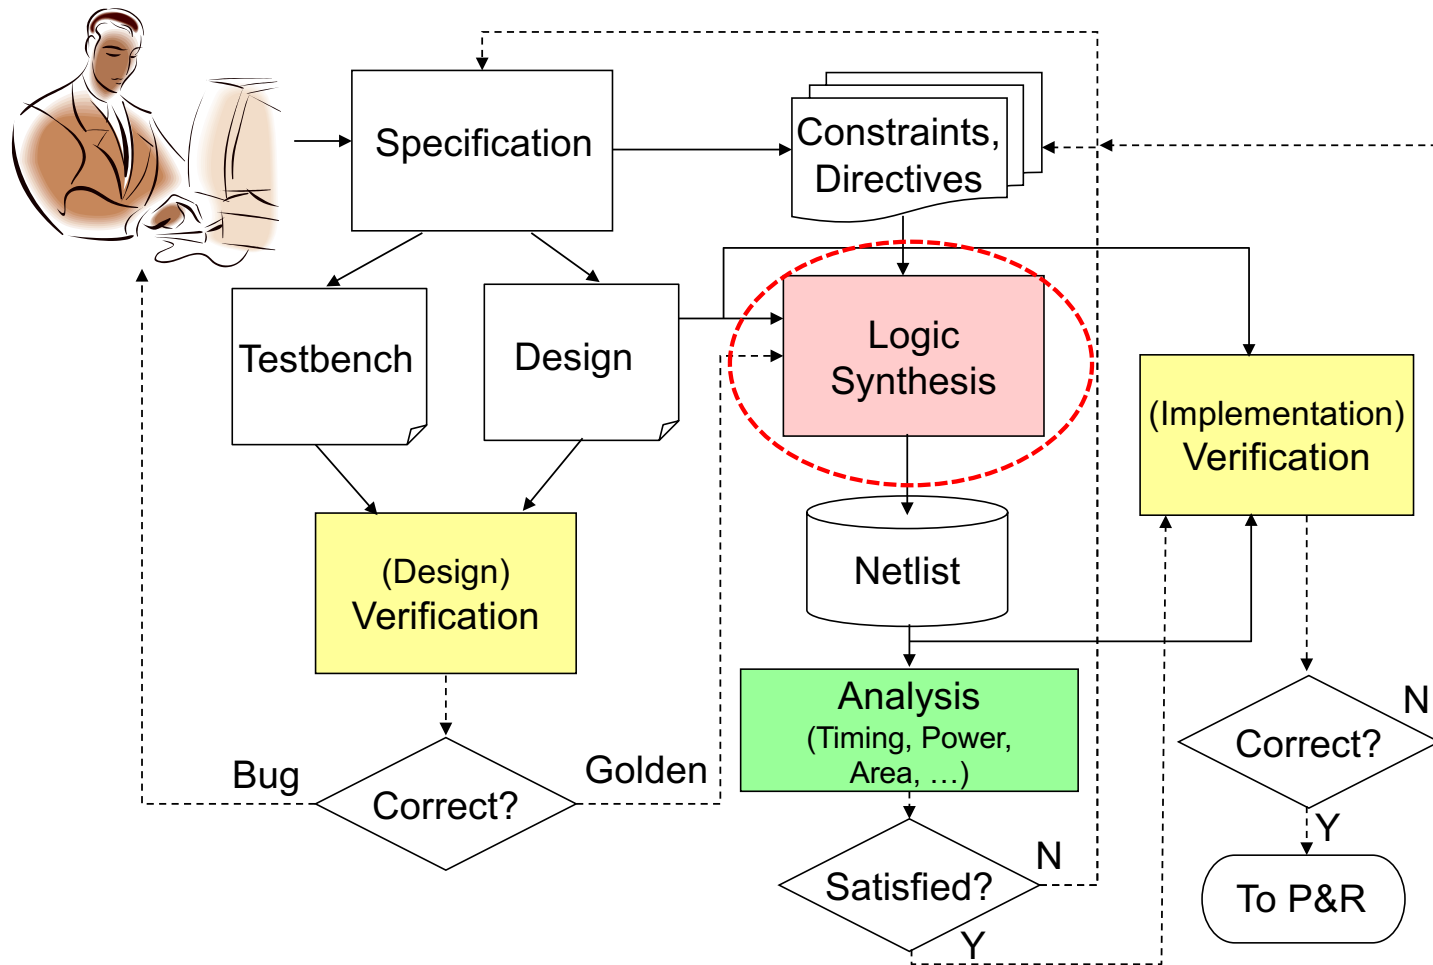 Specification
Constraints,
Directives
Testbench
Design
Logic
Synthesis
(Implementation)
Verification
(Design)
Verification
Netlist
Analysis
(Timing, Power,
Area, …)
Bug
Correct?
Golden
Satisfied?
N
Y
Correct?
N
Y
To P&R